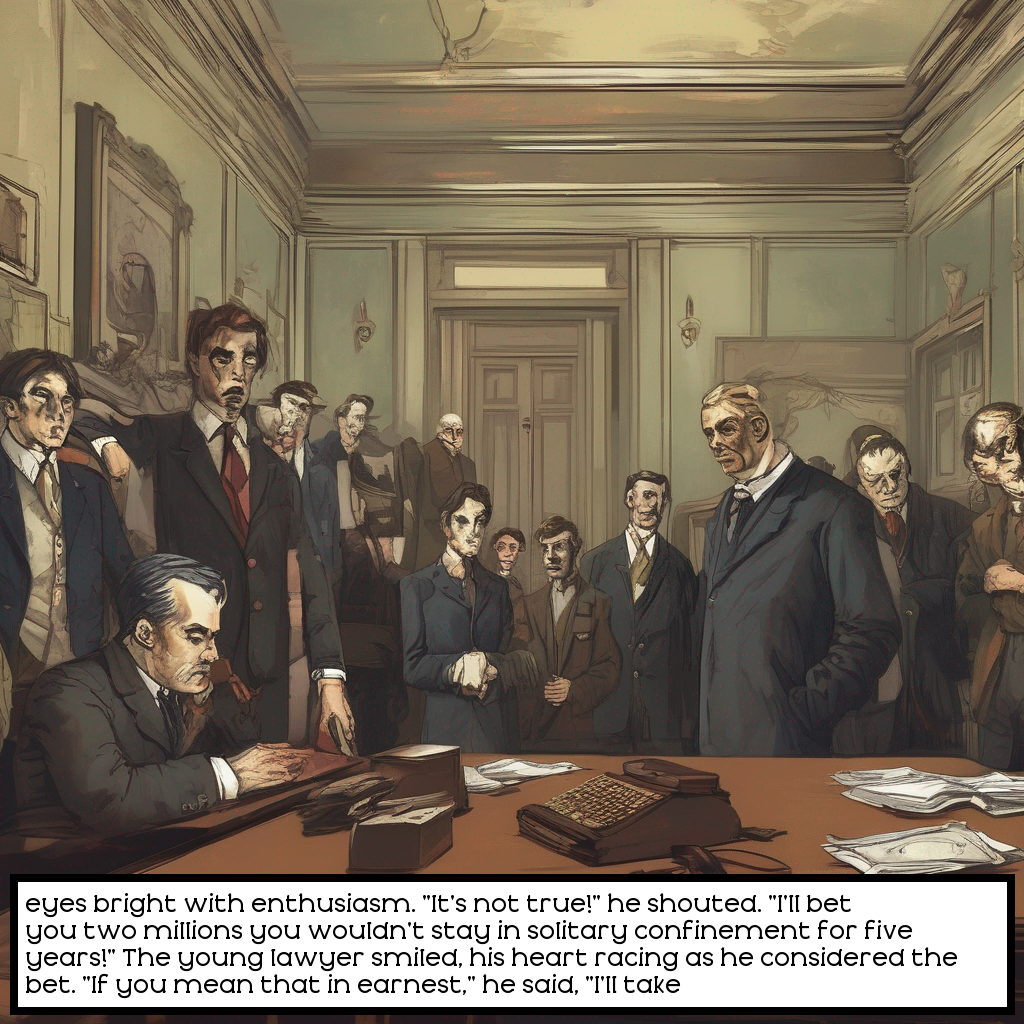 eyes bright with enthusiasm. "It's not true!" he shouted. "I'll bet
you two millions you wouldn't stay in solitary confinement for five
years!" The young lawyer smiled, his heart racing as he considered the
bet. "If you mean that in earnest," he said, "I'll take